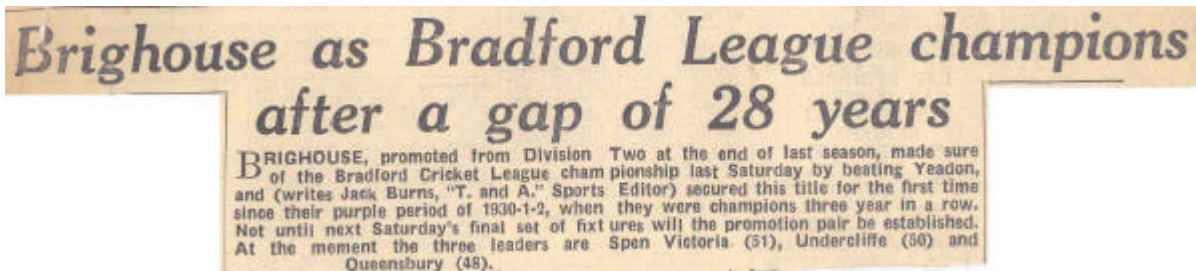 Brighouse as Bradford League champions
after a gap of 28 years
BRIGHOUSE, promoted from Division Two at the end of last season, made sure
of the Bradford Cricket League cham pionship last Saturday by beating Yeadon,
and (writes Jack Burns, "T. and A." Sports Editor) secured this title for the first time
since their purple period of 1930-1-2, when they were champions three year in a row.
Not until next Saturday's final set of fixt ures will the promotion pair be established.
At the moment the three leaders are Spen Victoria (51), Undercliffe (50) and
Queensbury (48).